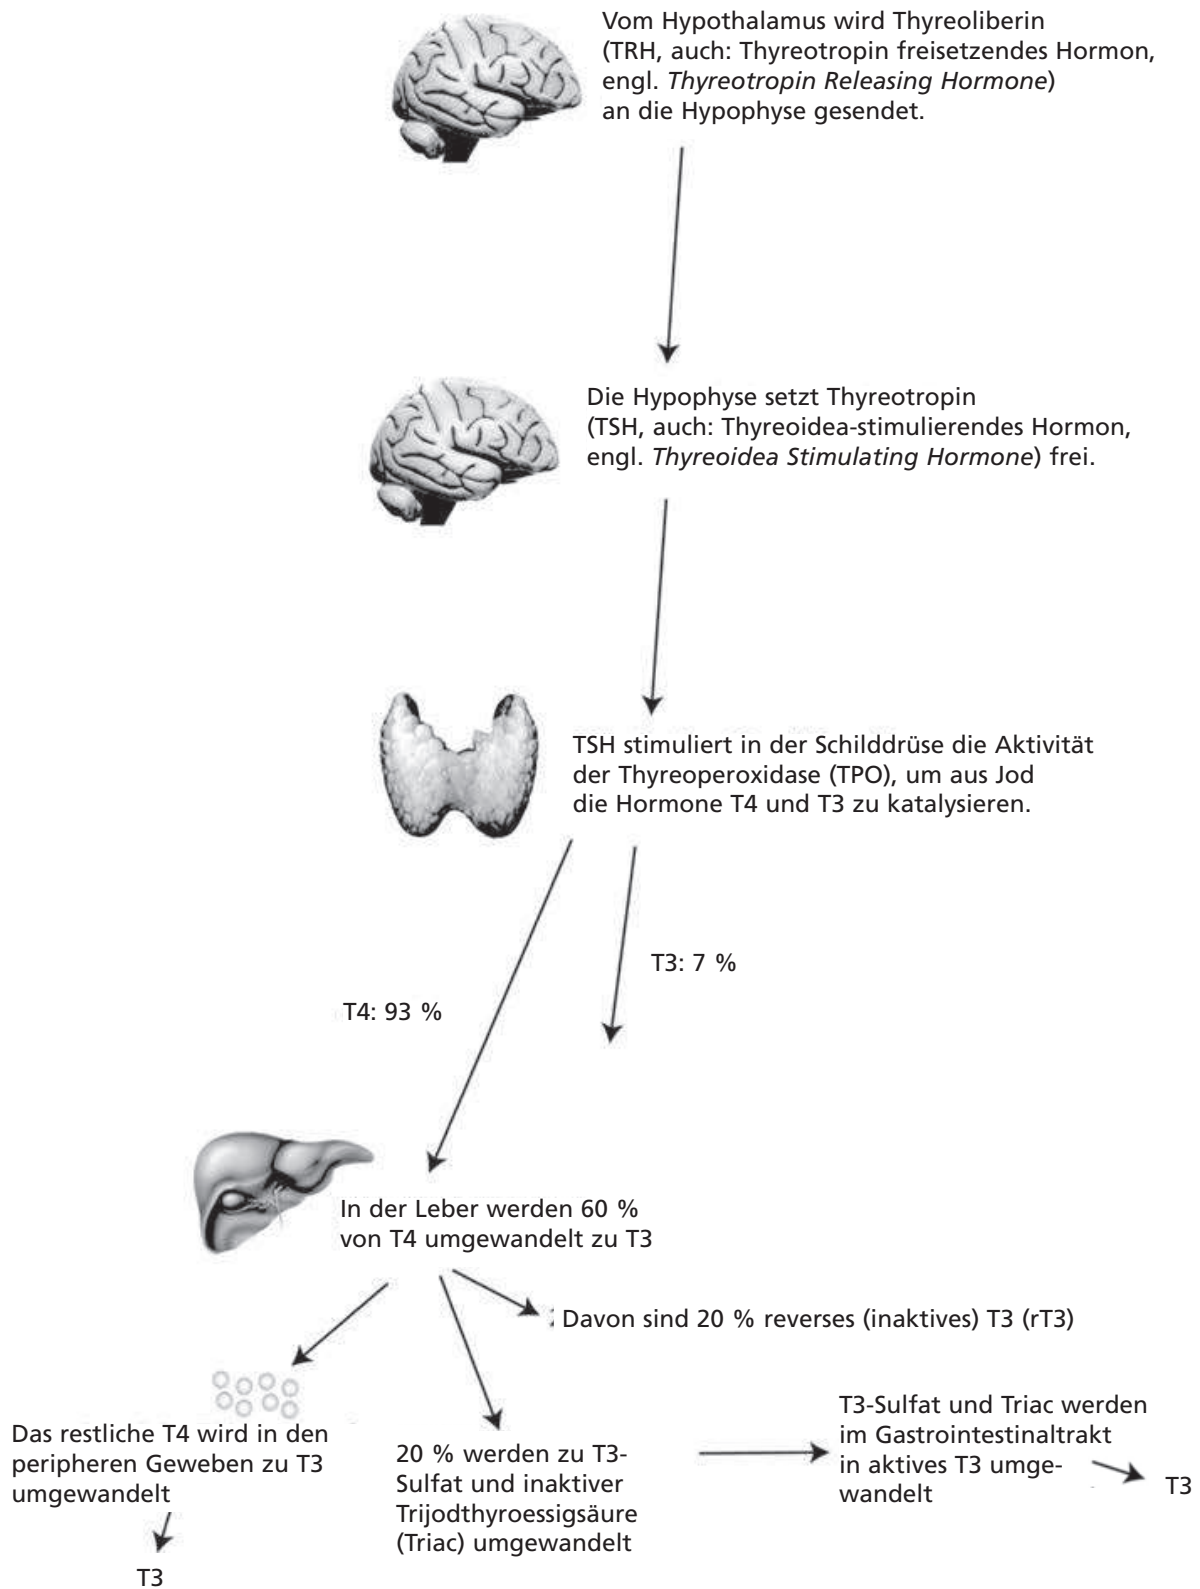 Vom Hypothalamus wird Thyreoliberin
(TRH, auch: Thyreotropin freisetzendes Hormon,
engl. Thyreotropin Releasing Hormone)
an die Hypophyse gesendet.
Die Hypophyse setzt Thyreotropin
(TSH, auch: Thyreoidea-stimulierendes Hormon,
engl. Thyreoidea Stimulating Hormone) frei.
TSH stimuliert in der Schilddrüse die Aktivität
der Thyreoperoxidase (TPO), um aus Jod
die Hormone T4 und T3 zu katalysieren.
T3: 7 %
T4: 93 %
In der Leber werden 60 %
von T4 umgewandelt zu T3
Davon sind 20 % reverses (inaktives) T3 (rT3)
Das restliche T4 wird in den
peripheren Geweben zu T3
umgewandelt
T3
20 % werden zu T3-
Sulfat und inaktiver
Trijodthyroessigsäure
(Triac) umgewandelt
T3-Sulfat und Triac werden
im Gastrointestinaltrakt
in aktives T3 umge-
wandelt
T3